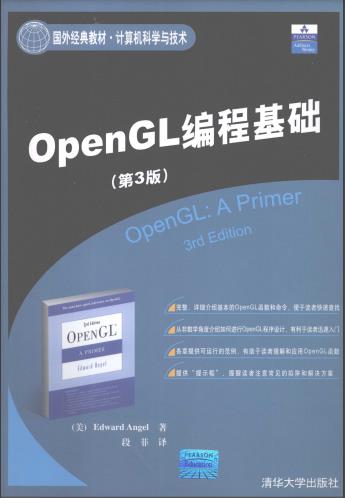 国外经典教材·计算机科学与技术
PEARSON
Addison
Wesley
OpenGL编程基础
（第3版）
OpenGL: A Primer
3rd Edition
完整、详细介绍基本的OpenGL函数和命令，便于读者快速查找
从非数学角度介绍如何进行OpenGL程序设计，有利于读者迅速入门
各章提供可运行的范例，有助于读者理解和应用OpenGL函数
提供“提示框”，提醒读者注意常见的陷阱和解决方案
3rd Edition
OPENGL
A PRIMER
Edward Angel
（美） Edward Angel 著
段菲 译
PEARSON
Education
清华大学出版社